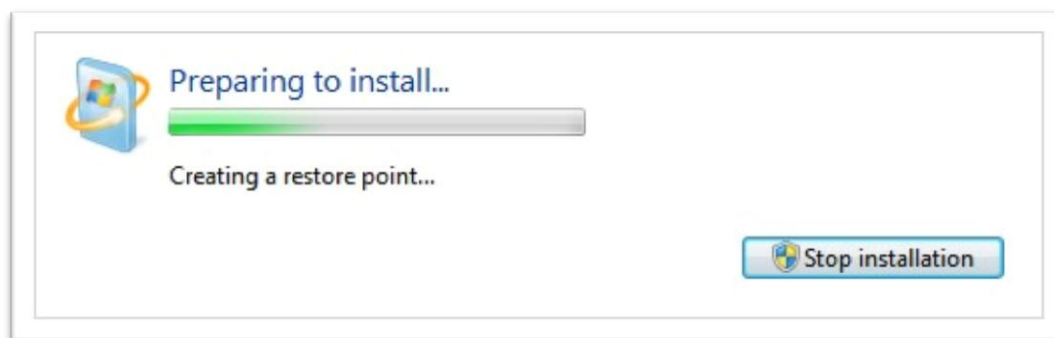 Preparing to install...
Creating a restore point...
Stop installation